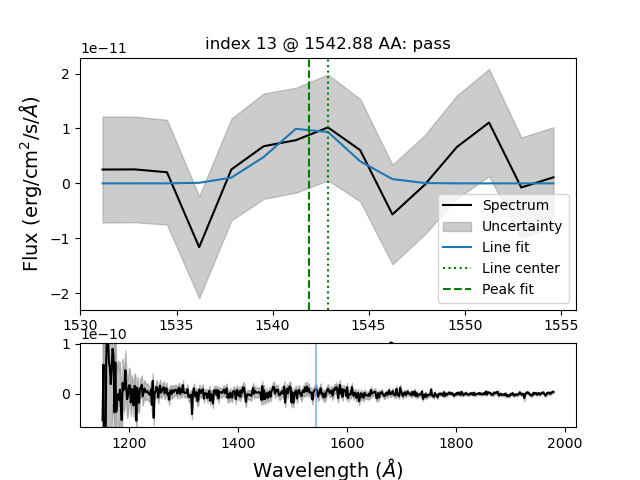 index 13 @ 1542.88 AA: pass
1e−11
2
1
0
−1
−2
Flux (erg/cm²/s/Å)
Spectrum
Uncertainty
Line fit
Line center
Peak fit
1530 1535 1540 1545 1550 1555
1e−10
1
0
1200 1400 1600 1800 2000
Wavelength (Å)